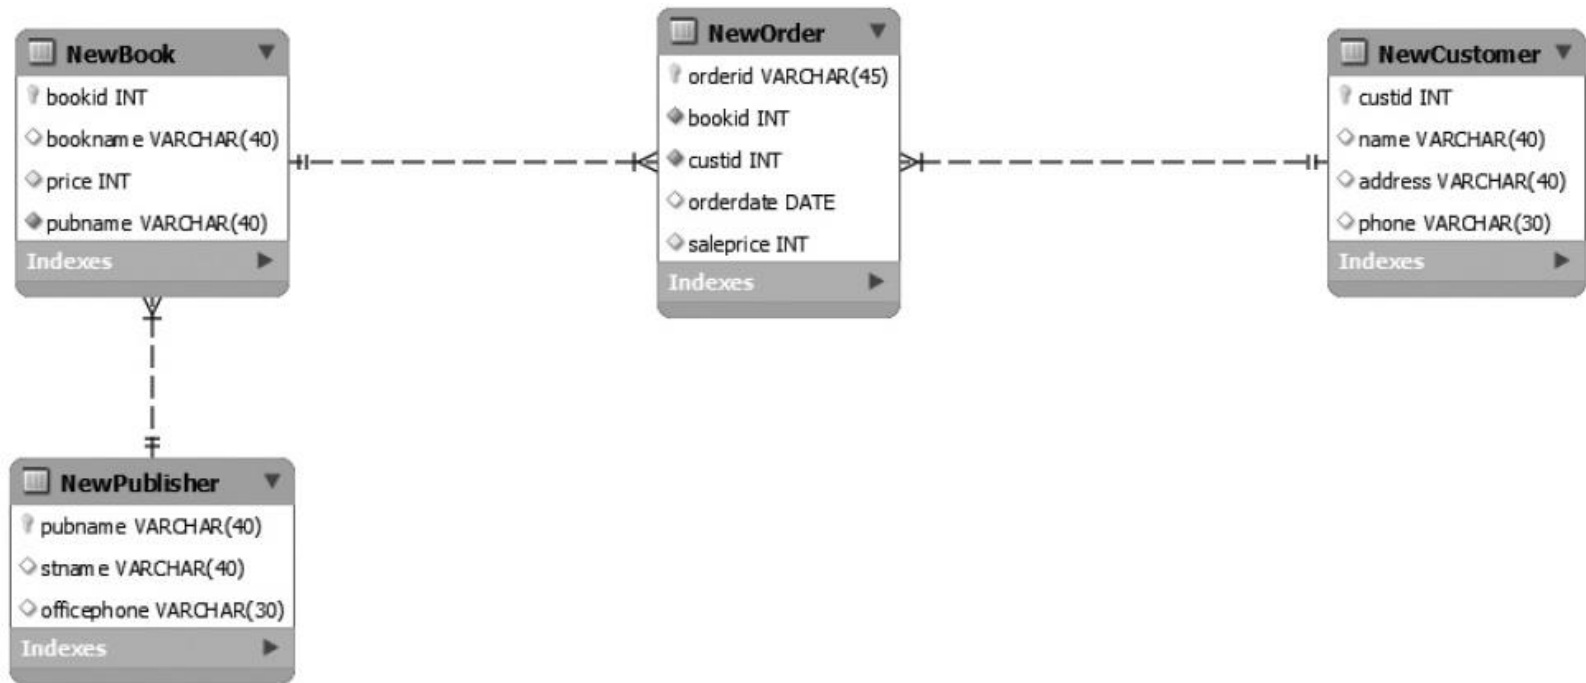 NewBook
bookid INT
bookname VARCHAR(40)
price INT
pubname VARCHAR(40)
Indexes
NewOrder
orderid VARCHAR(45)
bookid INT
custid INT
orderdate DATE
saleprice INT
Indexes
NewCustomer
custid INT
name VARCHAR(40)
address VARCHAR(40)
phone VARCHAR(30)
Indexes
NewPublisher
pubname VARCHAR(40)
stname VARCHAR(40)
officephone VARCHAR(30)
Indexes